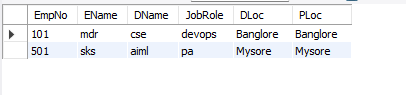 EmpNo EName DName JobRole DLoc PLoc
101 mdr cse devops Banglore Banglore
501 sks aiml pa Mysore Mysore